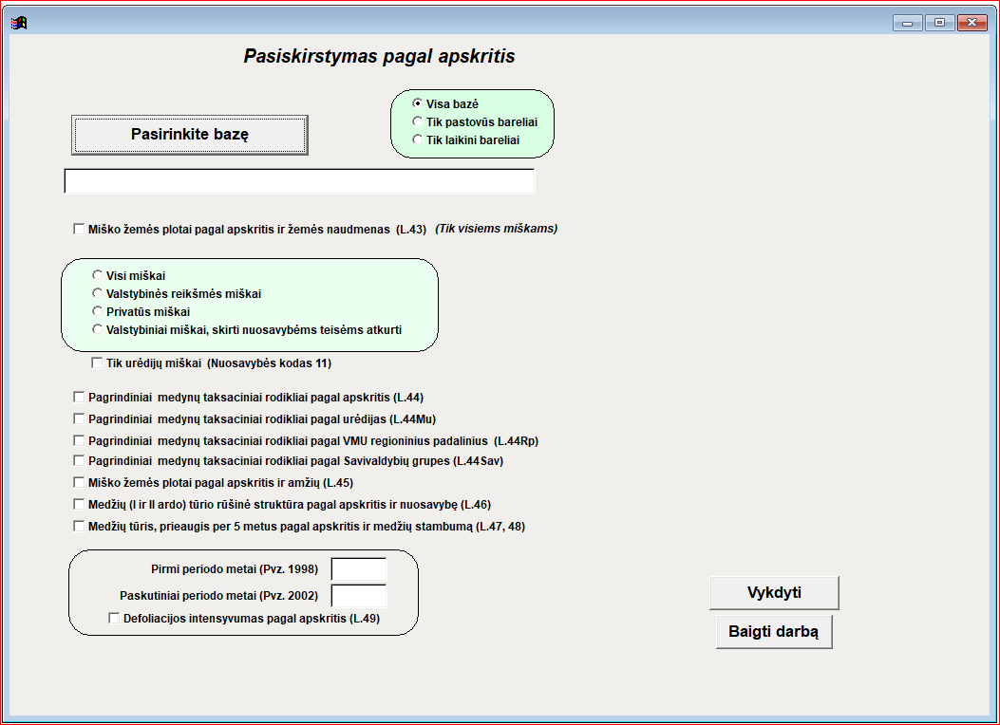 Pasiskirstymas pagal apskritis
Visa bazė
Pasirinkite bazę
Tik pastovūs bareliai
Tik laikini bareliai
Miško žemės plotai pagal apskritis ir žemės naudmenas (L.43) (Tik visiems miškams)
Visi miškai
Valstybinės reikšmės miškai
Privatūs miškai
Valstybiniai miškai, skirti nuosavybėms teisėms atkurti
Tik urėdijų miškai (Nuosavybės kodas 11)
Pagrindiniai medynų taksaciniai rodikliai pagal apskritis (L.44)
Pagrindiniai medynų taksaciniai rodikliai pagal urėdijas (L.44Mu)
Pagrindiniai medynų taksaciniai rodikliai pagal VMU regioninius padalinius (L.44Rp)
Pagrindiniai medynų taksaciniai rodikliai pagal Savivaldybių grupes (L.44Sav)
Miško žemės plotai pagal apskritis ir amžių (L.45)
Medžių (I ir II ardo) tūrio rūšinė struktūra pagal apskritis ir nuosavybę (L.46)
Medžių tūris, prieaugis per 5 metus pagal apskritis ir medžių stambumą (L.47, 48)
Pirmi periodo metai (Pvz. 1998)
Paskutiniai periodo metai (Pvz. 2002)
Defoliacijos intensyvumas pagal apskritis (L.49)
Vykdyti
Baigti darbą